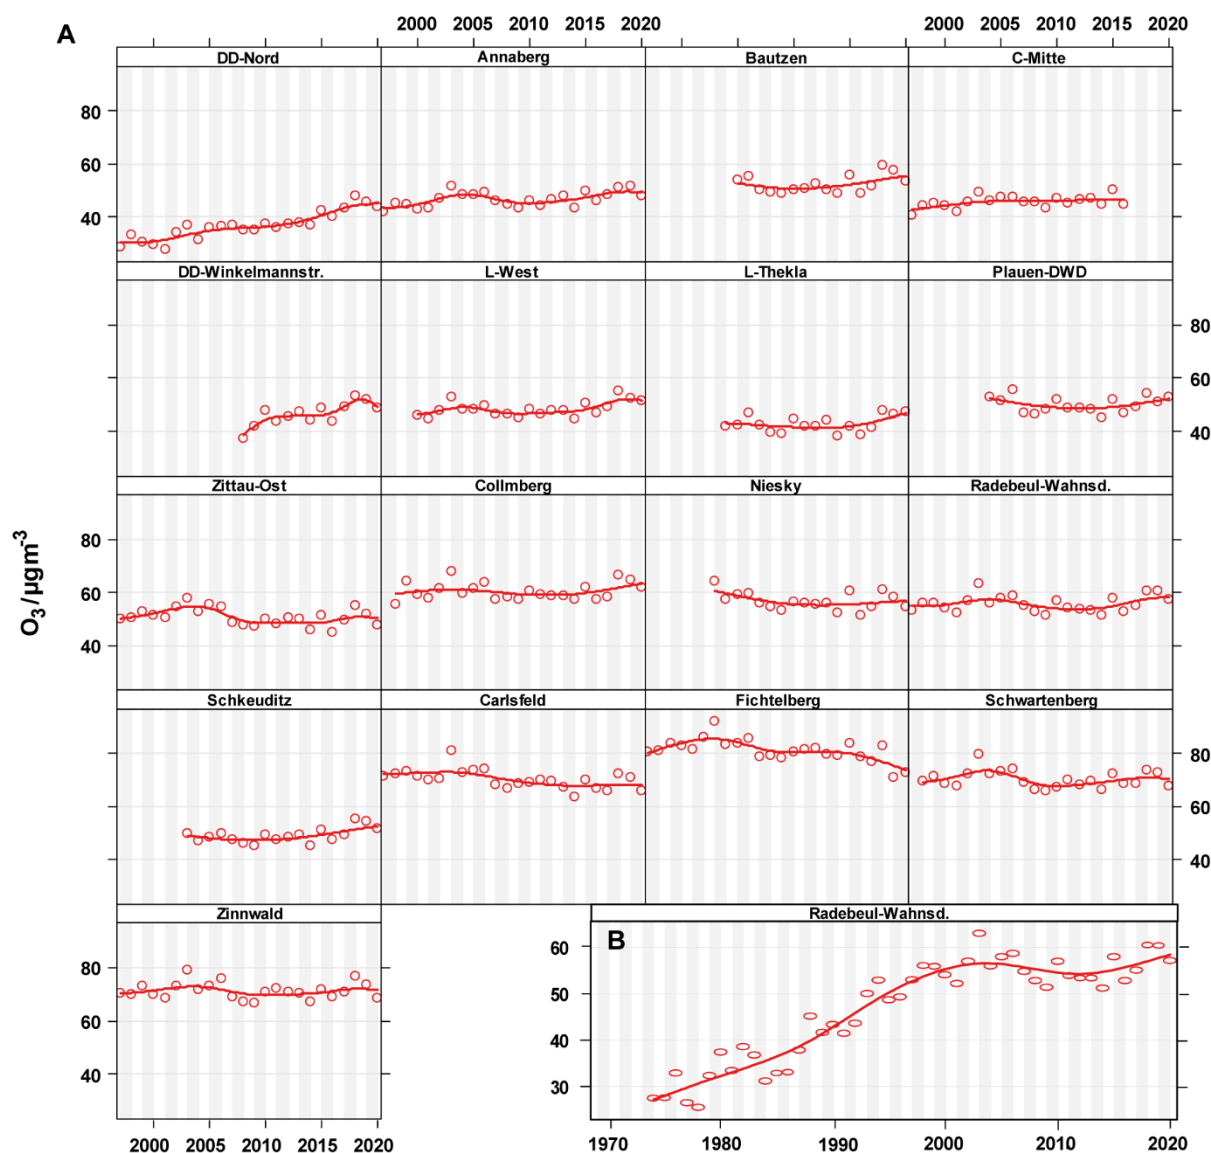 A
2000 2005 2010 2015 2020
2000 2005 2010 2015 2020
DD-Nord Annaberg Bautzen C-Mitte
80
60
40
DD-Winkelmannstr. L-West L-Thekla Plauen-DWD
80
60
40
Zittau-Ost Collmberg Niesky Radebeul-Wahnsd.
80
60
40
O₃/µgm⁻³
Schkeuditz Carlsfeld Fichtelberg Schwartenberg
80
60
40
Zinnwald
80
60
40
2000 2005 2010 2015 2020
Radebeul-Wahnsd.
B
60
50
40
30
1970 1980 1990 2000 2010 2020